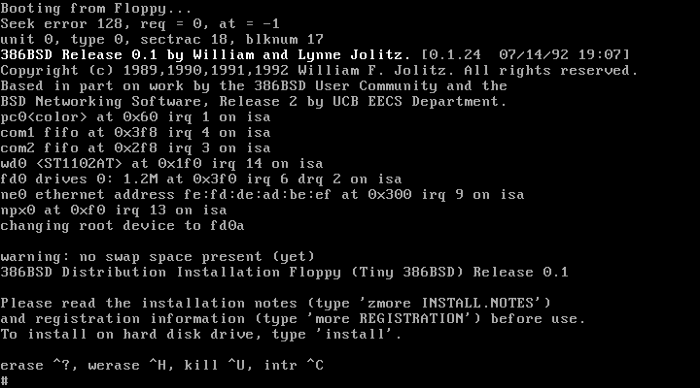 Booting from Floppy...
Seek error 128, req = 0, at = -1
unit 0, type 0, sectrac 18, blknum 17
386BSD Release 0.1 by William and Lynne Jolitz. [0.1.24  07/14/92 19:07]
Copyright (c) 1989,1990,1991,1992 William F. Jolitz. All rights reserved.
Based in part on work by the 386BSD User Community and the
BSD Networking Software, Release 2 by UCB EECS Department.
pc0<color> at 0x60 irq 1 on isa
com1 fifo at 0x3f8 irq 4 on isa
com2 fifo at 0x2f8 irq 3 on isa
wd0 <ST1102AT> at 0x1f0 irq 14 on isa
fd0 drives 0: 1.2M at 0x3f0 irq 6 drq 2 on isa
ne0 ethernet address fe:fd:de:ad:be:ef at 0x300 irq 9 on isa
npx0 at 0xf0 irq 13 on isa
changing root device to fd0a
warning: no swap space present (yet)
386BSD Distribution Installation Floppy (Tiny 386BSD) Release 0.1
Please read the installation notes (type 'zmore INSTALL.NOTES')
and registration information (type 'more REGISTRATION') before use.
To install on hard disk drive, type 'install'.
erase ^?, werase ^H, kill ^U, intr ^C
#